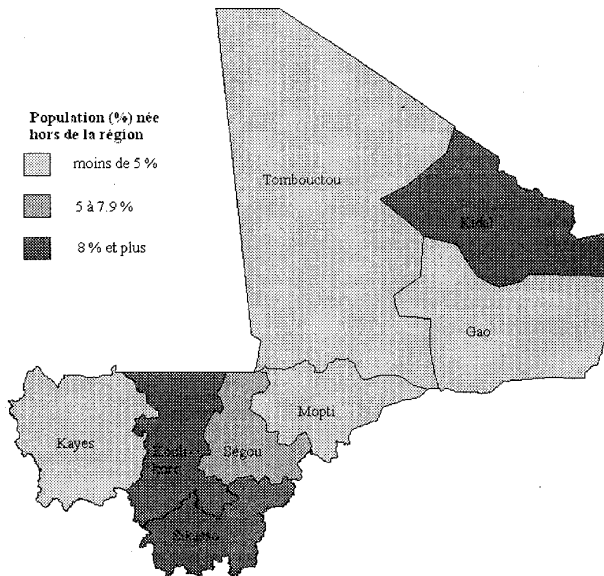 Population (%) née
hors de la région
moins de 5 %
5 à 7.9 %
8 % et plus
Tombouctou
Kidal
Gao
Mopti
Kayes
Ségou
Sikasso